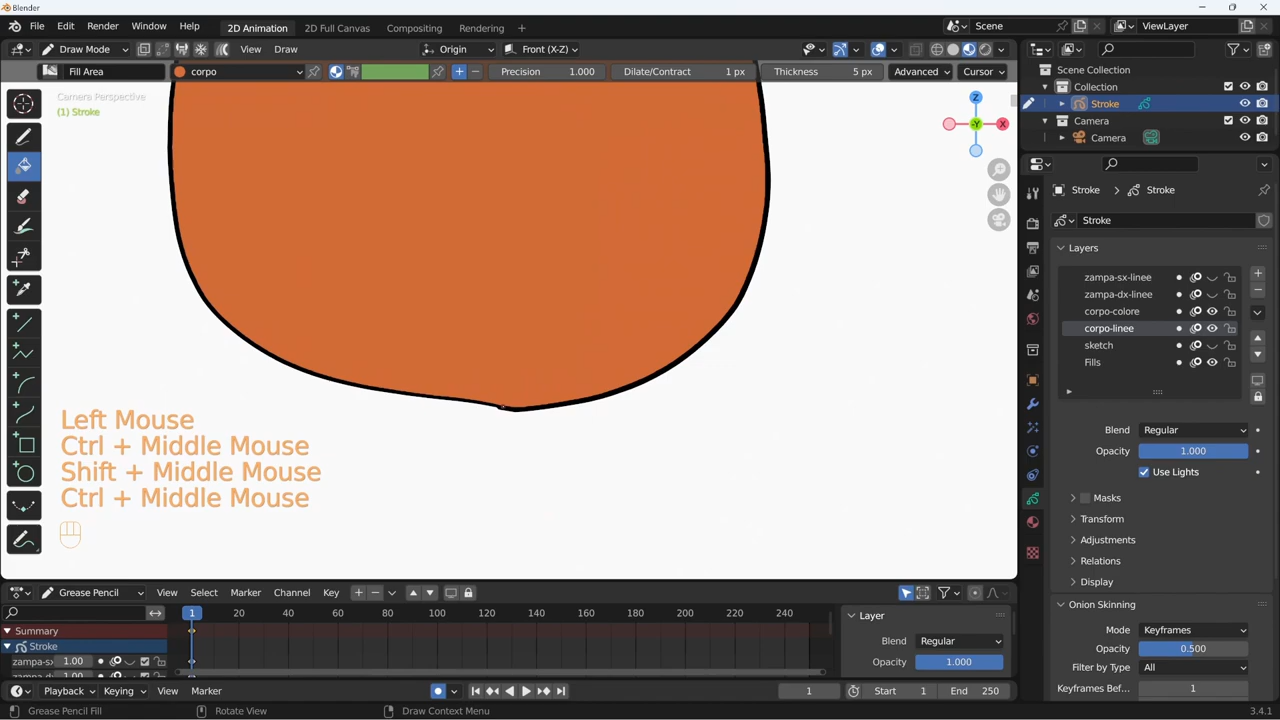 Blender
File Edit Render Window Help 2D Animation 2D Full Canvas Compositing Rendering Scene ViewLayer
Draw Mode View Draw Origin Front (X-Z)
Fill Area corpo Precision 1.000 Dilate/Contract 1 px Thickness 5 px Advanced Cursor
Camera Perspective
(1) Stroke
Z
-Y
X
Scene Collection
Collection
Stroke
Camera
Camera
Stroke Stroke
Stroke
Layers
zampa-sx-linee
zampa-dx-linee
corpo-colore
corpo-linee
sketch
Fills
Blend Regular
Opacity 1.000
Use Lights
Masks
Transform
Adjustments
Relations
Display
Onion Skinning
Mode Keyframes
Opacity 0.500
Filter by Type All
Keyframes Bef... 1
Left Mouse
Ctrl + Middle Mouse
Shift + Middle Mouse
Ctrl + Middle Mouse
Grease Pencil View Select Marker Channel Key
1 20 40 60 80 100 120 140 160 180 200 220 240
Summary
Stroke
zampa-sx 1.00
Layer
Blend Regular
Opacity 1.000
Playback Keying View Marker 1 Start 1 End 250
Grease Pencil Fill Rotate View Draw Context Menu 3.4.1